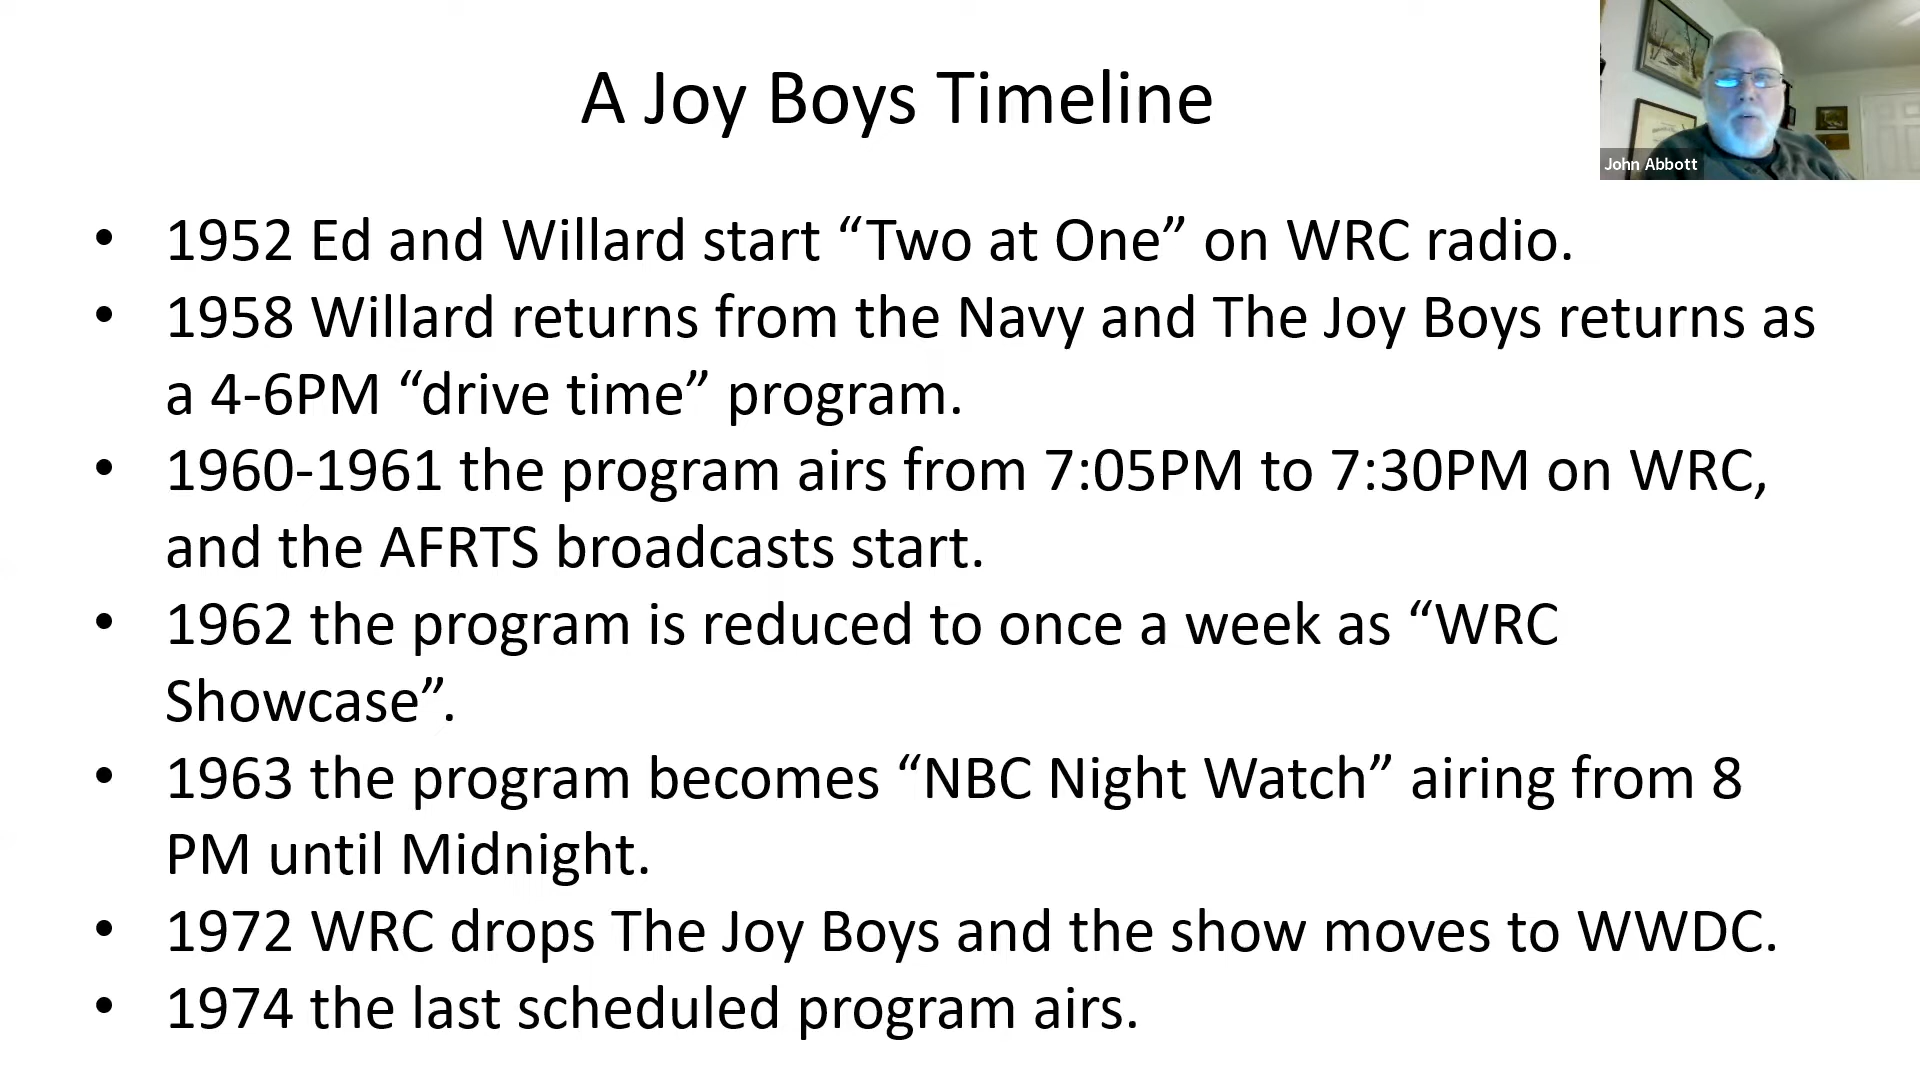 A Joy Boys Timeline
John Abbott
• 1952 Ed and Willard start “Two at One” on WRC radio.
• 1958 Willard returns from the Navy and The Joy Boys returns as
a 4-6PM “drive time” program.
• 1960-1961 the program airs from 7:05PM to 7:30PM on WRC,
and the AFRTS broadcasts start.
• 1962 the program is reduced to once a week as “WRC
Showcase”.
• 1963 the program becomes “NBC Night Watch” airing from 8
PM until Midnight.
• 1972 WRC drops The Joy Boys and the show moves to WWDC.
• 1974 the last scheduled program airs.